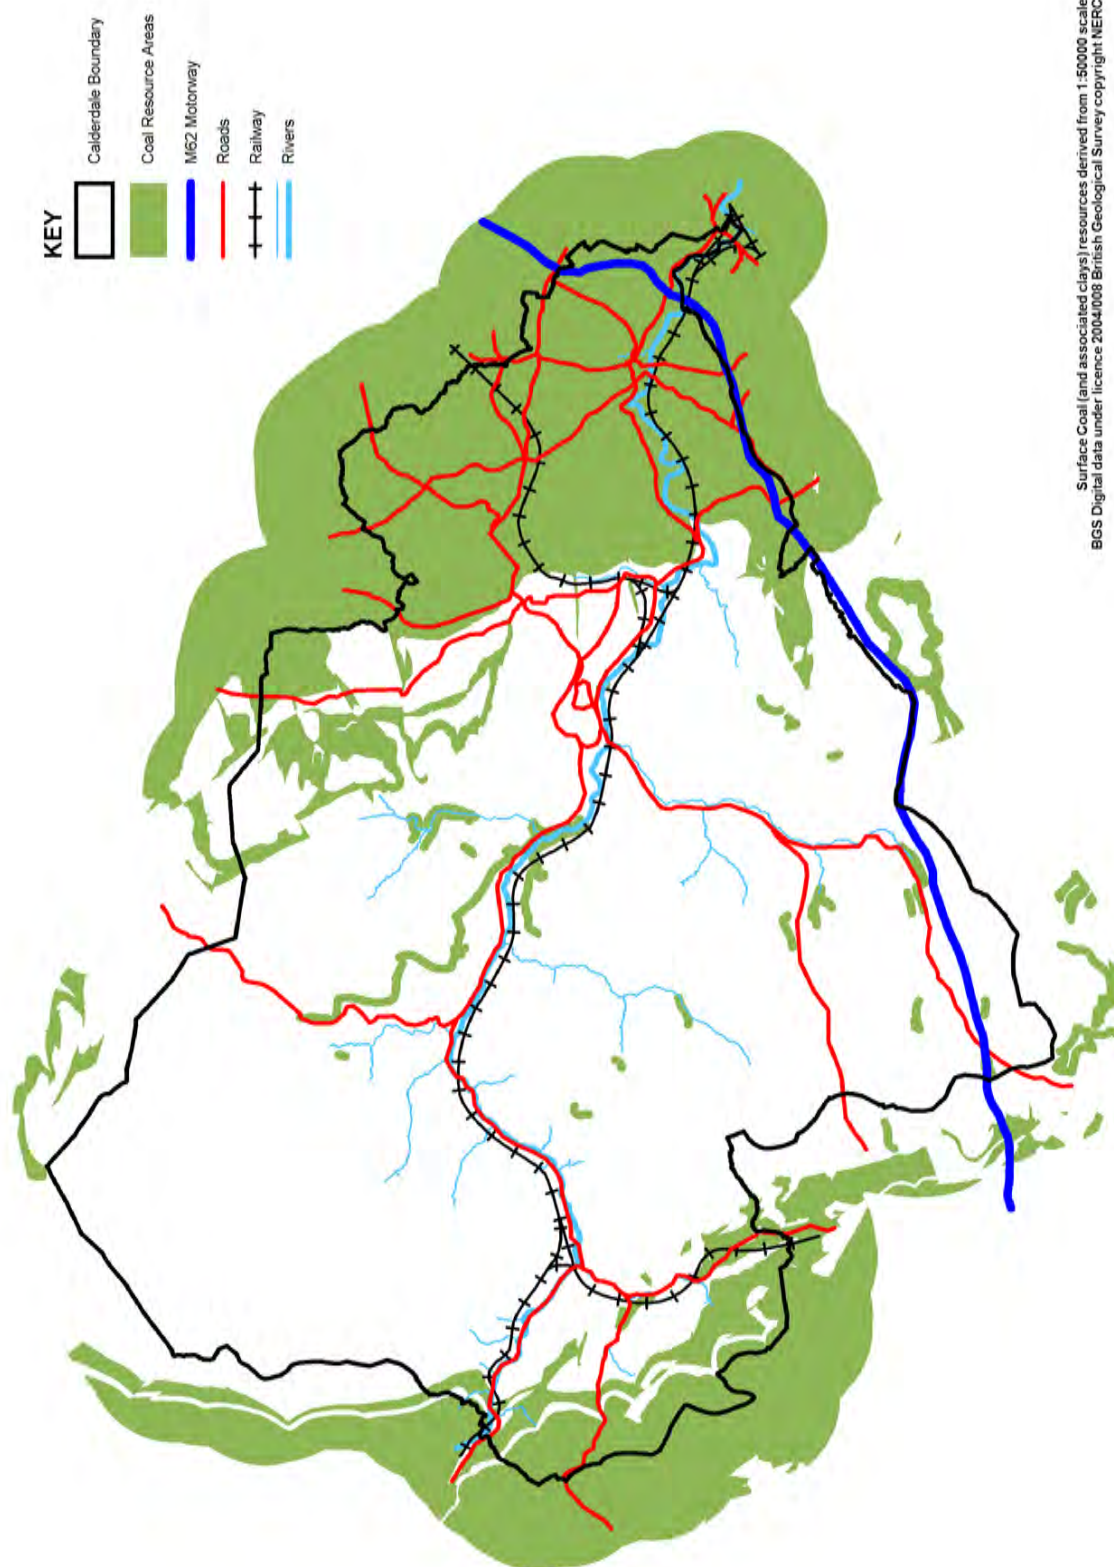 KEY
Calderdale Boundary
Coal Resource Areas
M62 Motorway
Roads
Railway
Rivers
Surface Coal (and associated clays) resources derived from 1:50000 scale
BGS Digital data under licence 2004/008 British Geological Survey copyright NERC